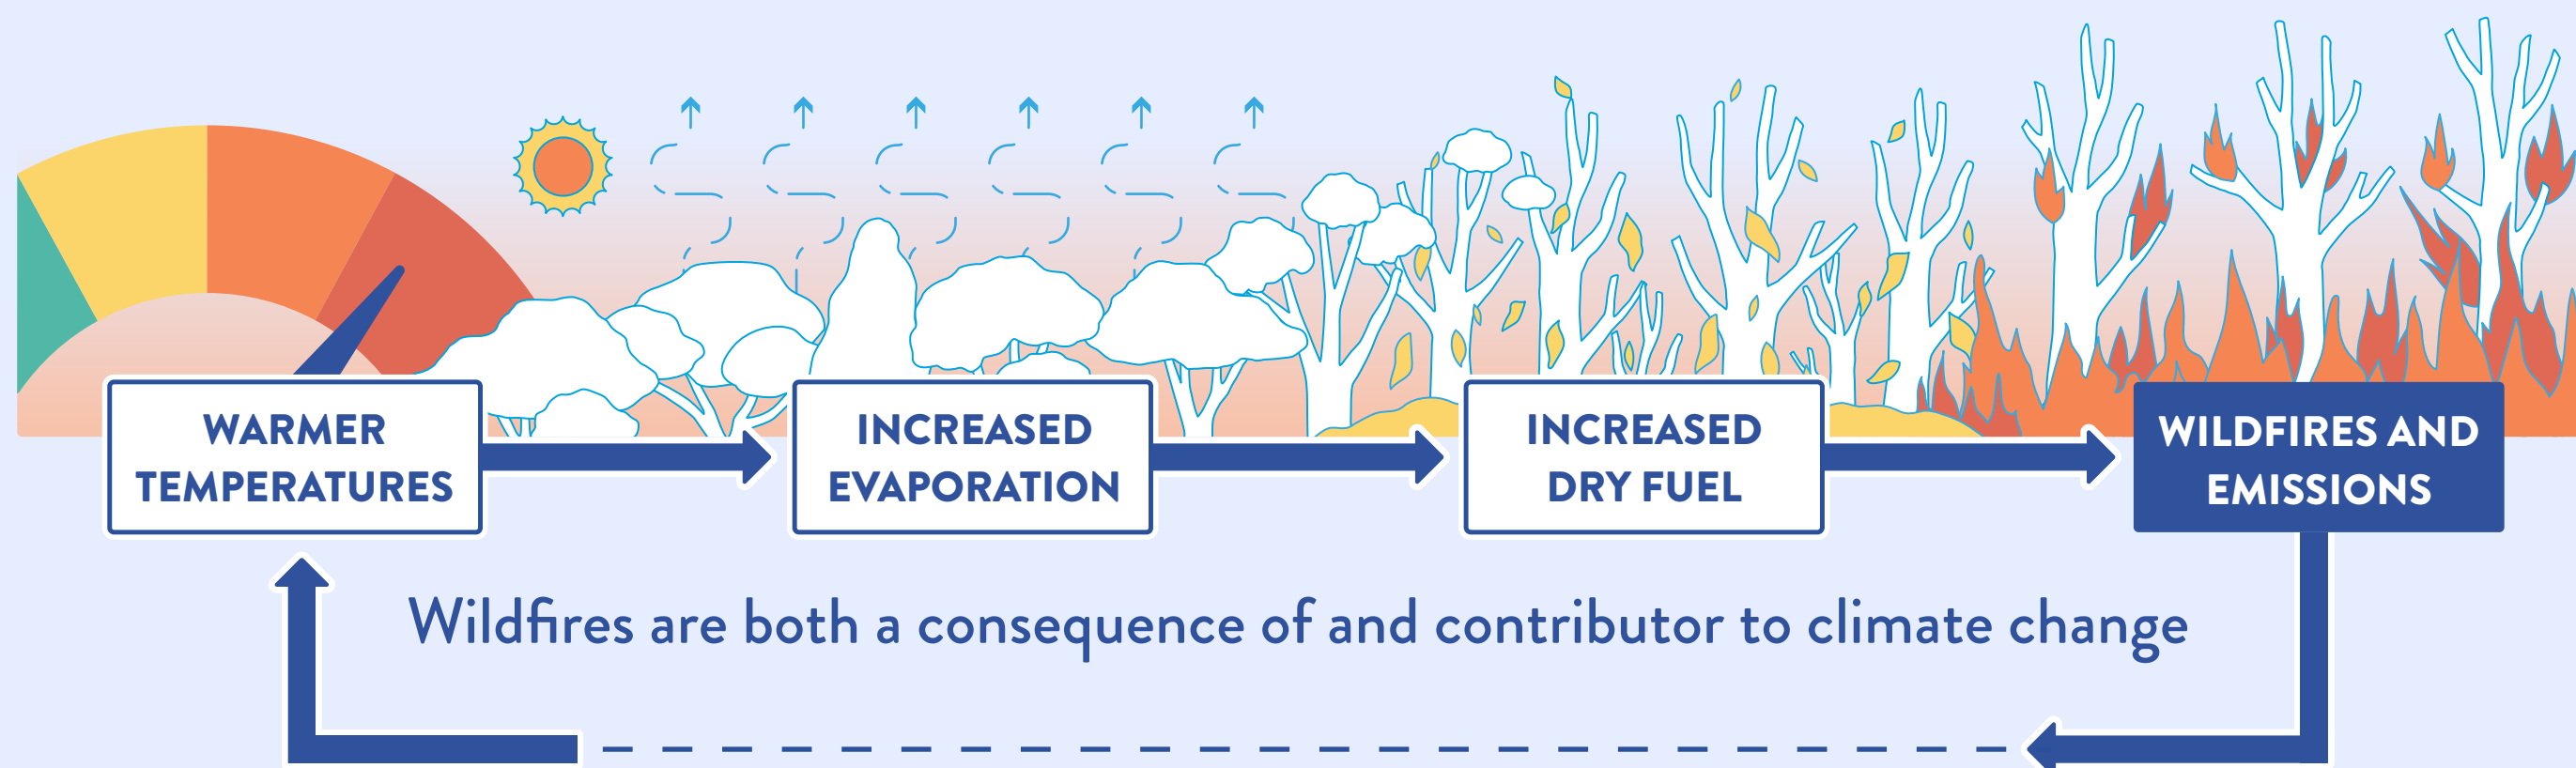 WARMER
TEMPERATURES
INCREASED
EVAPORATION
INCREASED
DRY FUEL
WILDFIRES AND
EMISSIONS
Wildfires are both a consequence of and contributor to climate change